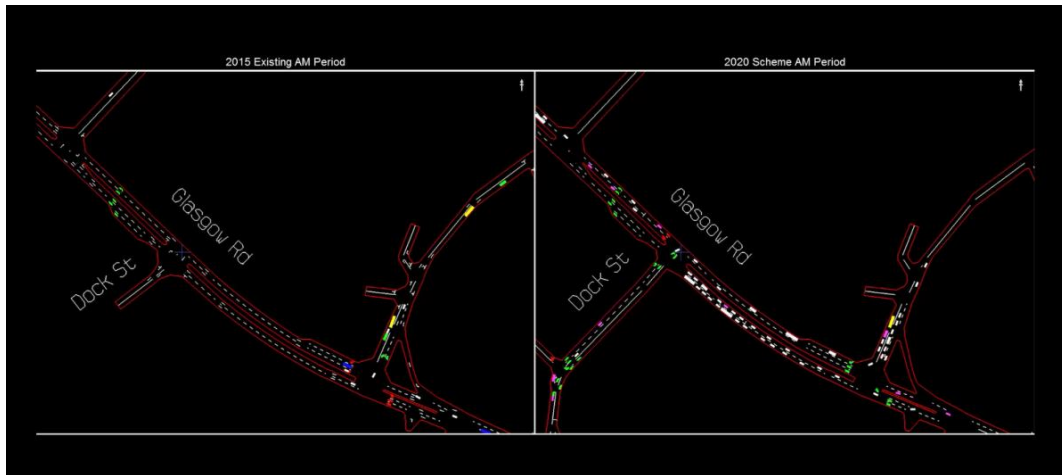 2015 Existing AM Period
2020 Scheme AM Period
Glasgow Rd
Dock St
Glasgow Rd
Dock St